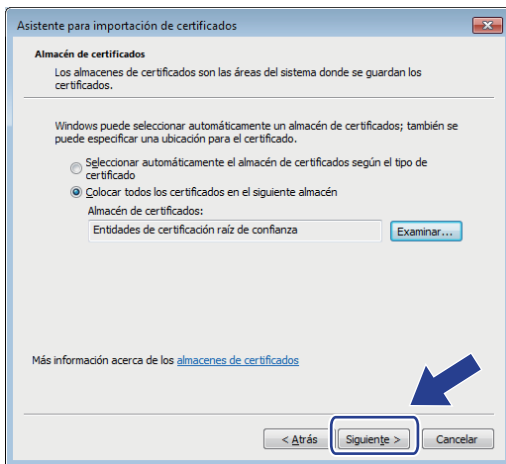 Asistente para importación de certificados
Almacén de certificados
Los almacenes de certificados son las áreas del sistema donde se guardan los
certificados.
Windows puede seleccionar automáticamente un almacén de certificados; también se
puede especificar una ubicación para el certificado.
Seleccionar automáticamente el almacén de certificados según el tipo de
certificado
Colocar todos los certificados en el siguiente almacén
Almacén de certificados:
Entidades de certificación raíz de confianza
Examinar...
Más información acerca de los almacenes de certificados
< Atrás
Siguiente >
Cancelar